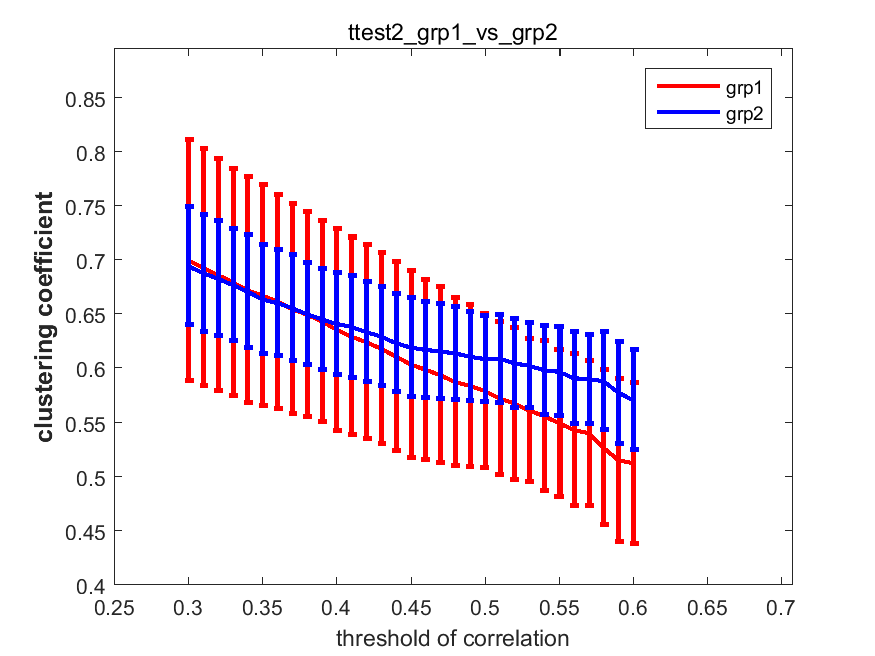 ttest2_grp1_vs_grp2
grp1
grp2
clustering coefficient
0.85
0.8
0.75
0.7
0.65
0.6
0.55
0.5
0.45
0.4
0.25 0.3 0.35 0.4 0.45 0.5 0.55 0.6 0.65 0.7
threshold of correlation